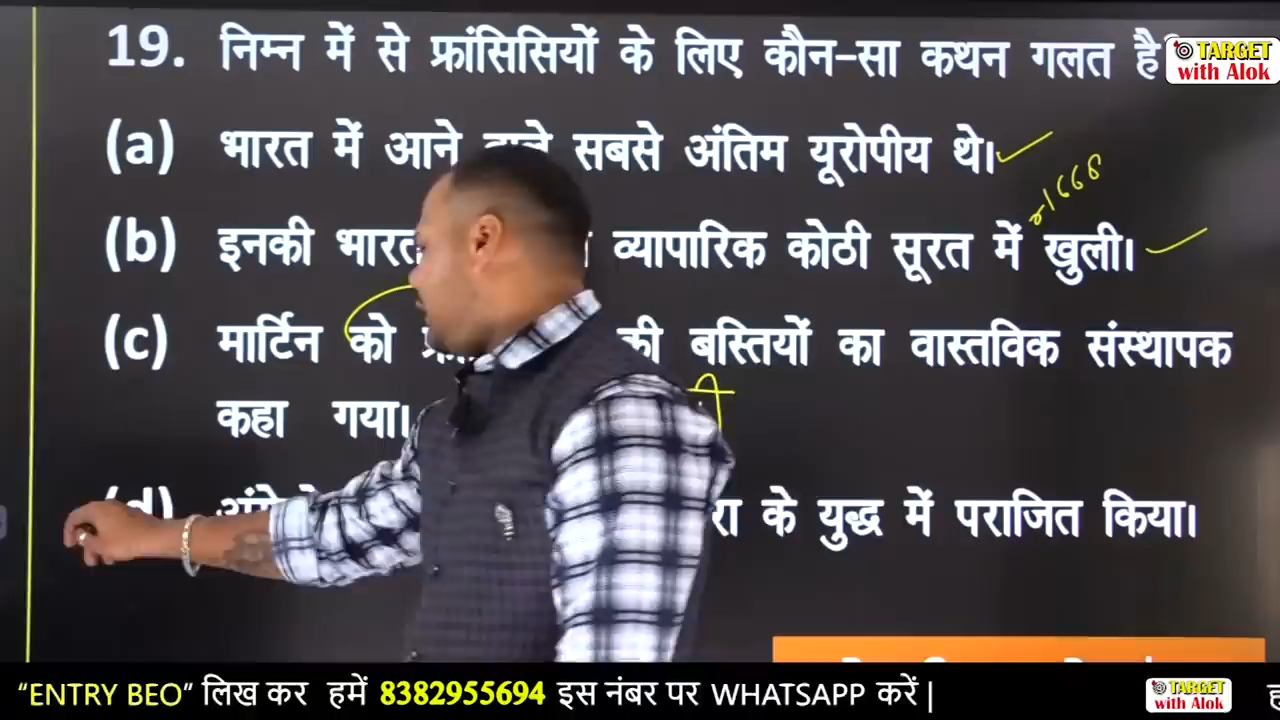 19. निम्न में से फ्रांसिसियों के लिए कौन-सा कथन गलत है
TARGET
with Alok
(a) भारत में आने वाले सबसे अंतिम यूरोपीय थे।
1668
(b) इनकी भारत व्यापारिक कोठी सूरत में खुली।
(c) मार्टिन को की बस्तियों का वास्तविक संस्थापक
कहा गया।
(d) के युद्ध में पराजित किया।
“ENTRY BEO” लिख कर हमें 8382955694 इस नंबर पर WHATSAPP करें |
TARGET
with Alok